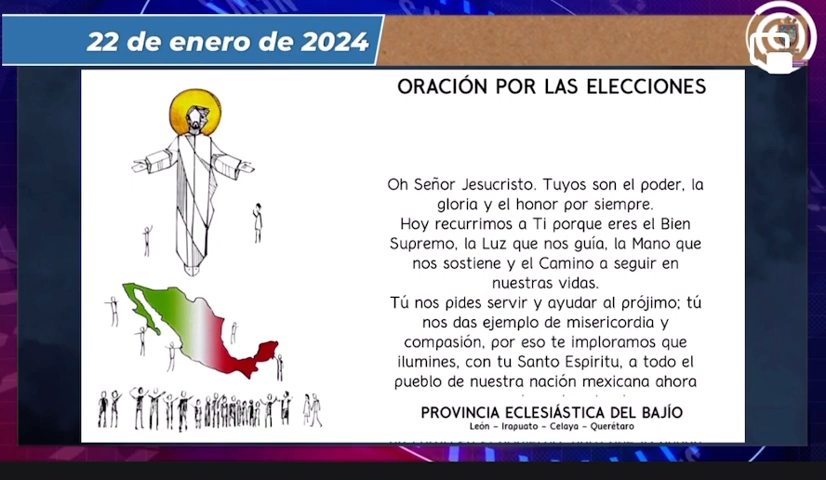 22 de enero de 2024
ORACIÓN POR LAS ELECCIONES
Oh Señor Jesucristo. Tuyos son el poder, la
gloria y el honor por siempre.
Hoy recurrimos a Ti porque eres el Bien
Supremo, la Luz que nos guía, la Mano que
nos sostiene y el Camino a seguir en
nuestras vidas.
Tú nos pides servir y ayudar al prójimo; tú
nos das ejemplo de misericordia y
compasión, por eso te imploramos que
ilumines, con tu Santo Espiritu, a todo el
pueblo de nuestra nación mexicana ahora
PROVINCIA ECLESIÁSTICA DEL BAJÍO
León - Irapuato - Celaya - Querétaro